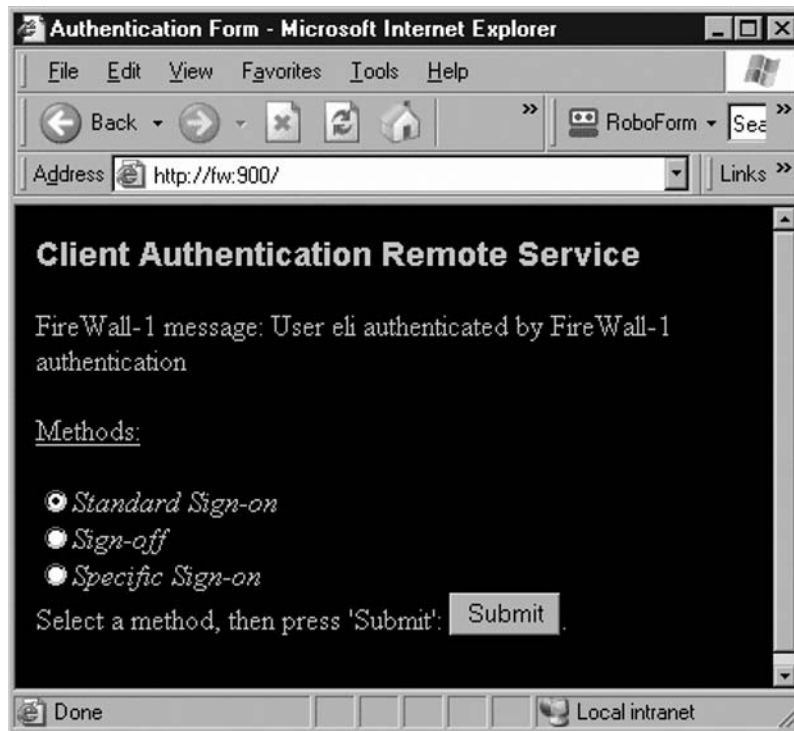 Authentication Form - Microsoft Internet Explorer
File Edit View Favorites Tools Help
Back » RoboForm Sea »
Address http://fw:900/ Links »
Client Authentication Remote Service
FireWall-1 message: User eli authenticated by FireWall-1
authentication
Methods:
Standard Sign-on
Sign-off
Specific Sign-on
Select a method, then press 'Submit': Submit.
Done Local intranet